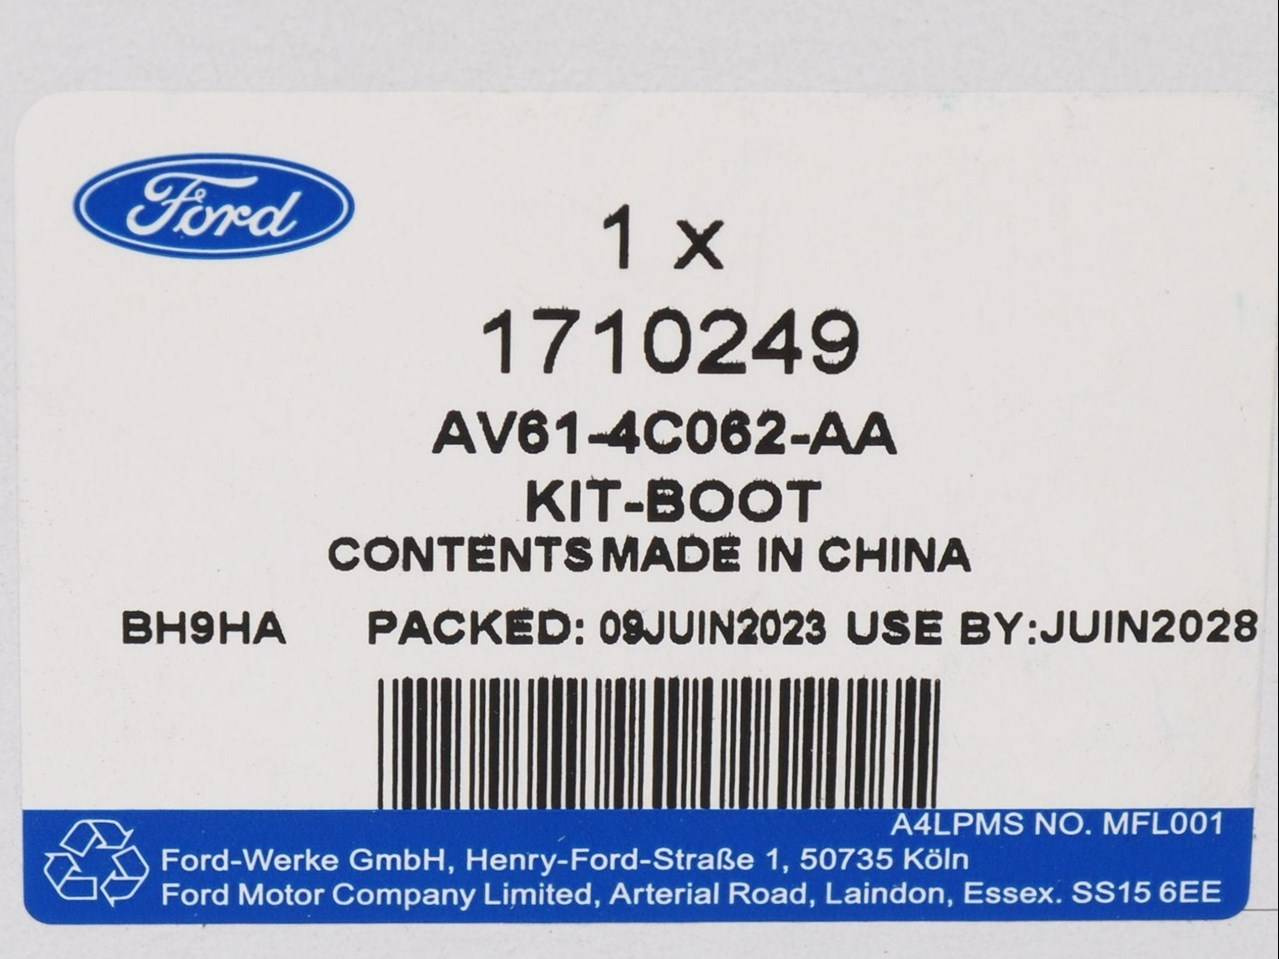 Ford
1 x
1710249
AV61-4C062-AA
KIT-BOOT
CONTENTS MADE IN CHINA
BH9HA PACKED: 09JUIN2023 USE BY:JUIN2028
A4LPMS NO. MFL001
Ford-Werke GmbH, Henry-Ford-Straße 1, 50735 Köln
Ford Motor Company Limited, Arterial Road, Laindon, Essex. SS15 6EE